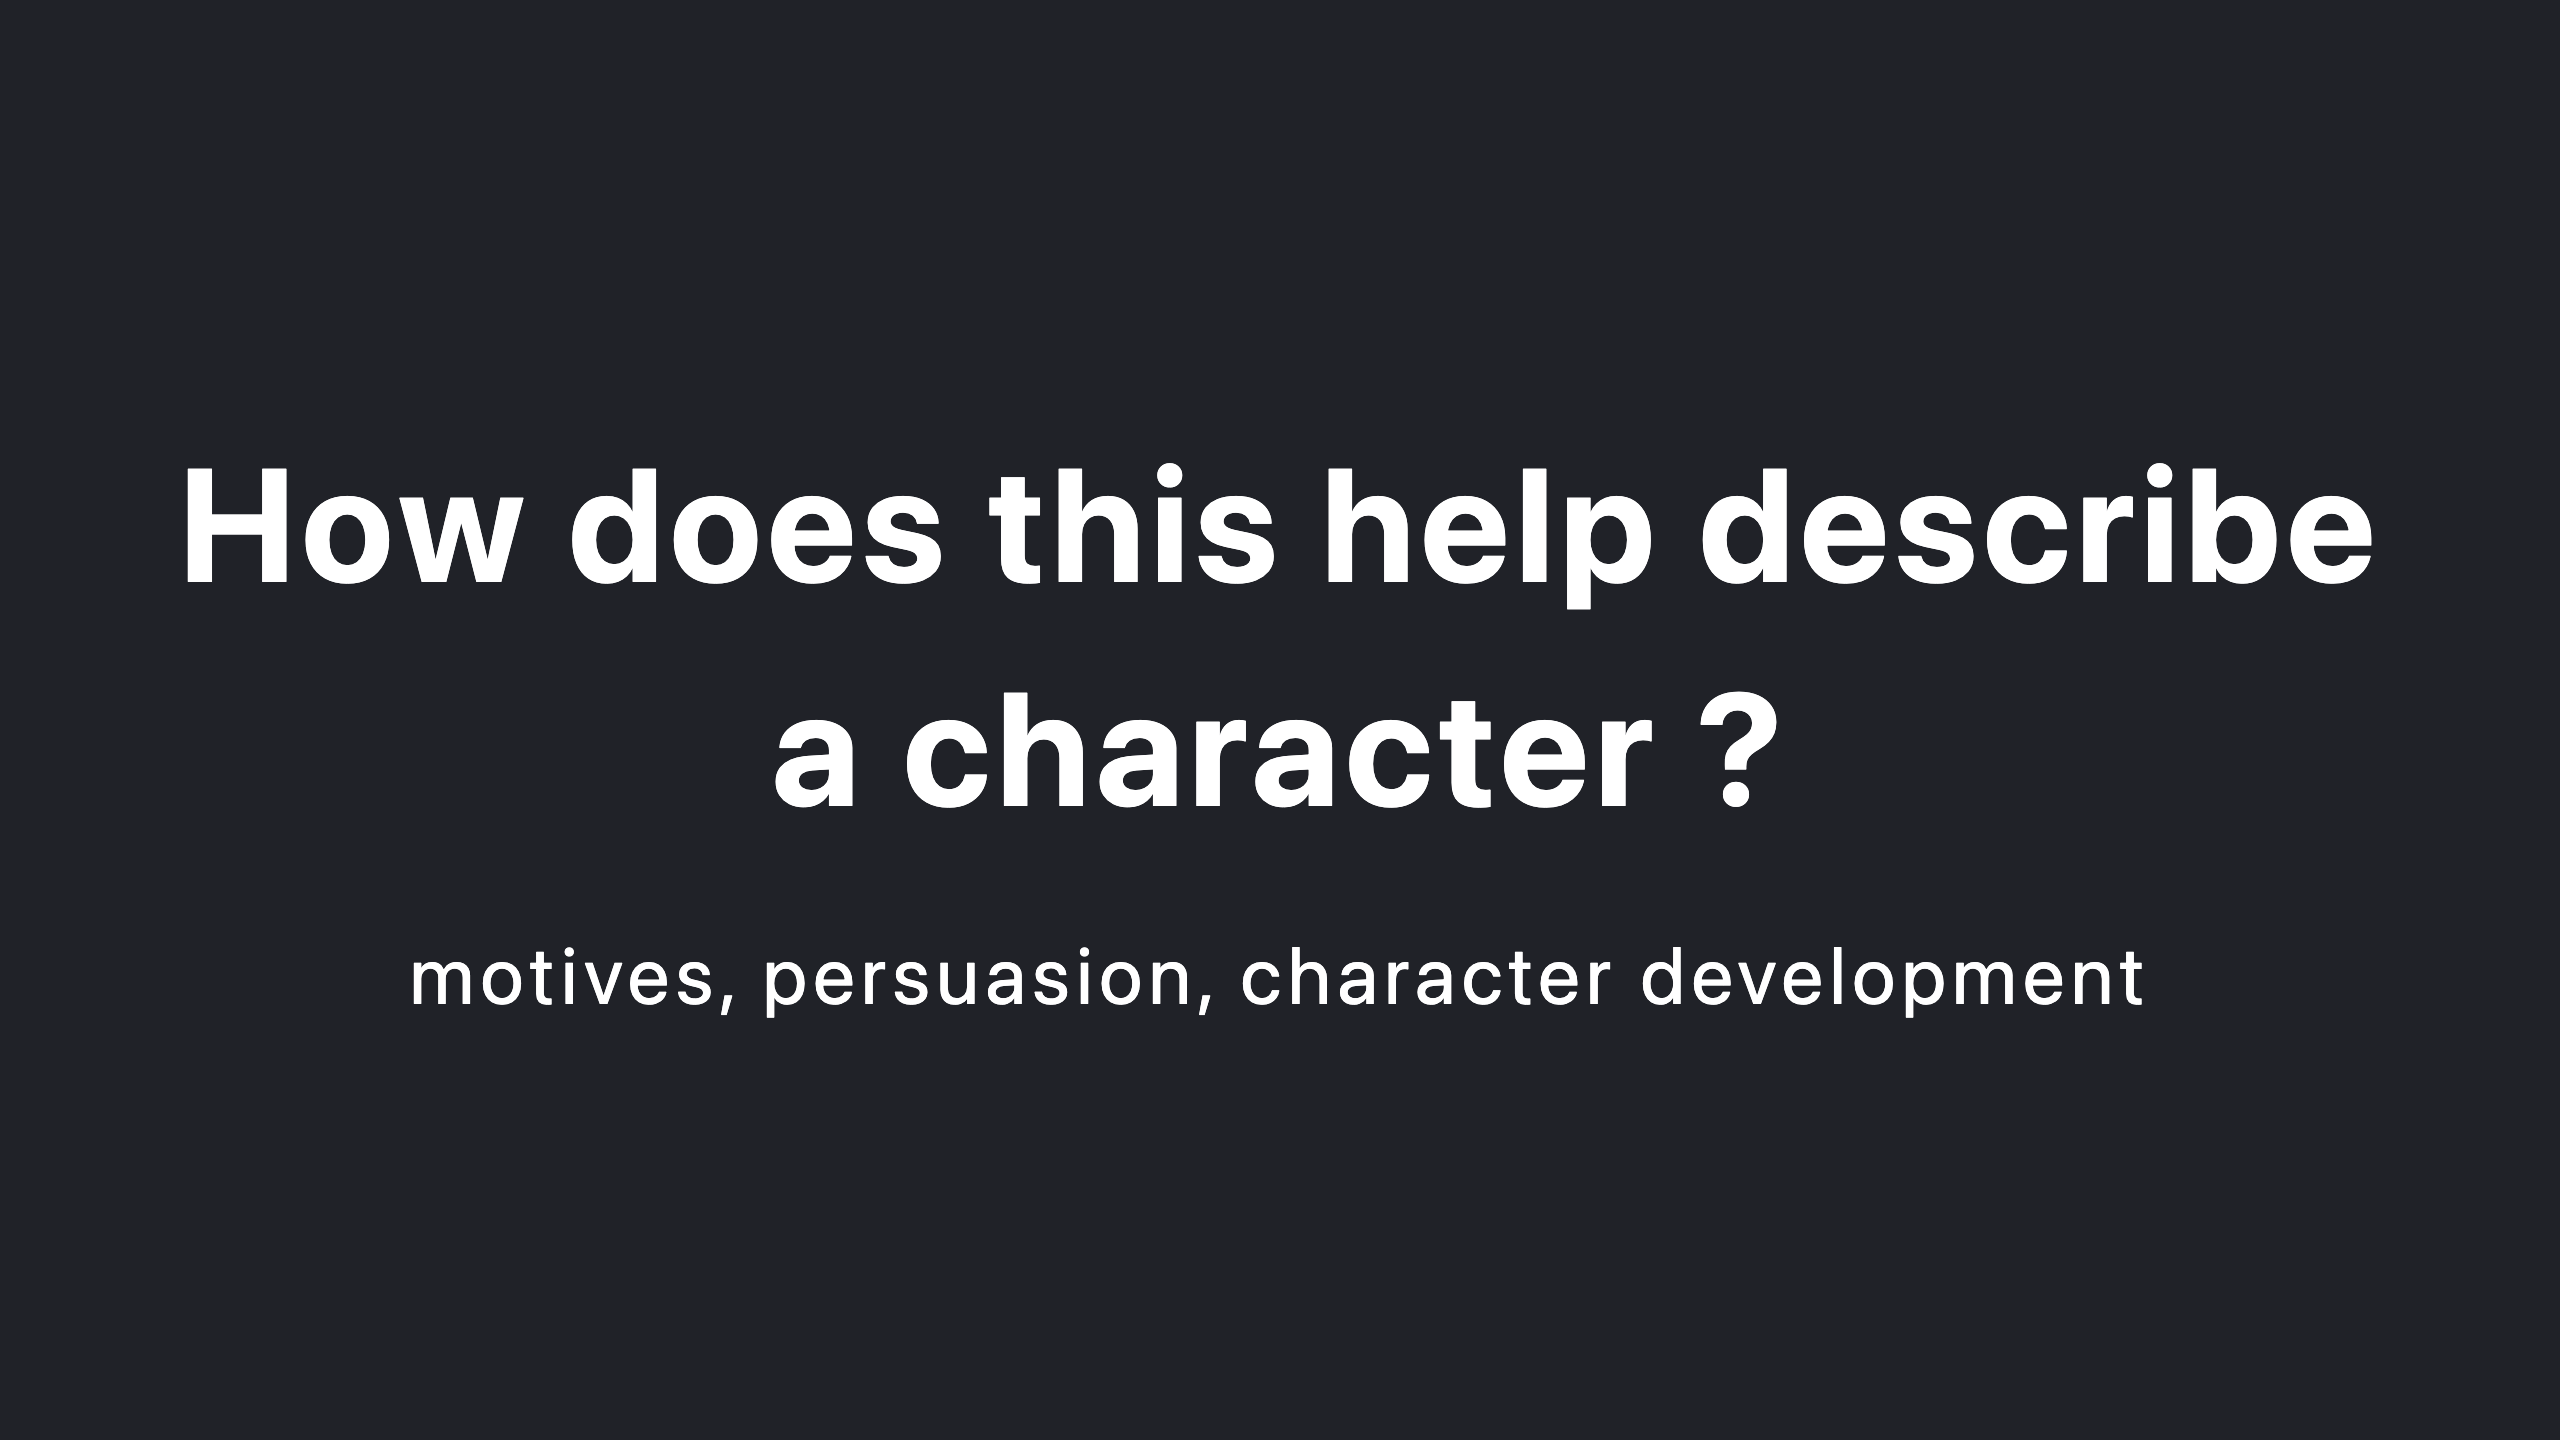 How does this help describe
a character ?
motives, persuasion, character development